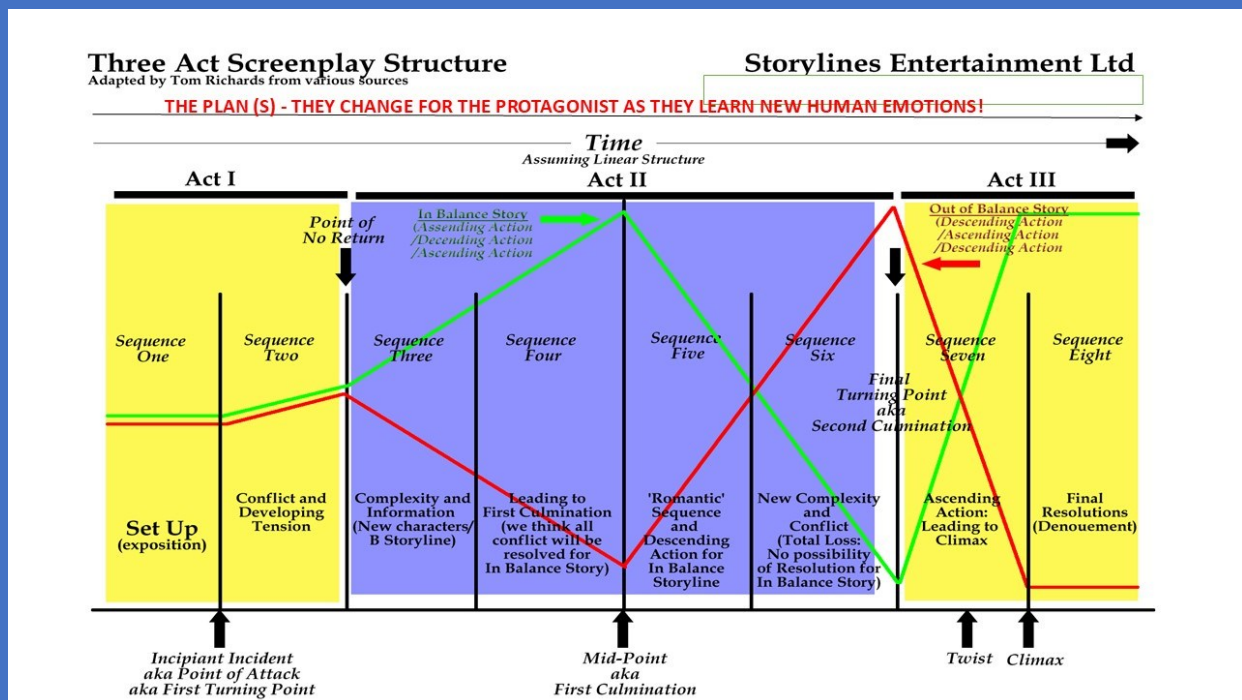 Three Act Screenplay Structure
Adapted by Tom Richards from various sources
Storylines Entertainment Ltd
THE PLAN (S) - THEY CHANGE FOR THE PROTAGONIST AS THEY LEARN NEW HUMAN EMOTIONS!
Time
Assuming Linear Structure
Act I
Act II
Act III
Point of
No Return
In Balance Story
(Assending Action
/Decending Action
/Ascending Action
Out of Balance Story
(Descending Action
/Ascending Action
/Descending Action
Sequence
One
Sequence
Two
Sequence
Three
Sequence
Four
Sequence
Five
Sequence
Six
Sequence
Seven
Sequence
Eight
Final
Turning Point
aka
Second Culmination
Set Up
(exposition)
Conflict and
Developing
Tension
Complexity and
Information
(New characters/
B Storyline)
Leading to
First Culmination
(we think all
conflict will be
resolved for
In Balance Story)
'Romantic'
Sequence
and
Descending
Action for
In Balance
Storyline
New Complexity
and
Conflict
(Total Loss:
No possibility
of Resolution for
In Balance Story)
Ascending
Action:
Leading to
Climax
Final
Resolutions
(Denouement)
Incipiant Incident
aka Point of Attack
aka First Turning Point
Mid-Point
aka
First Culmination
Twist
Climax